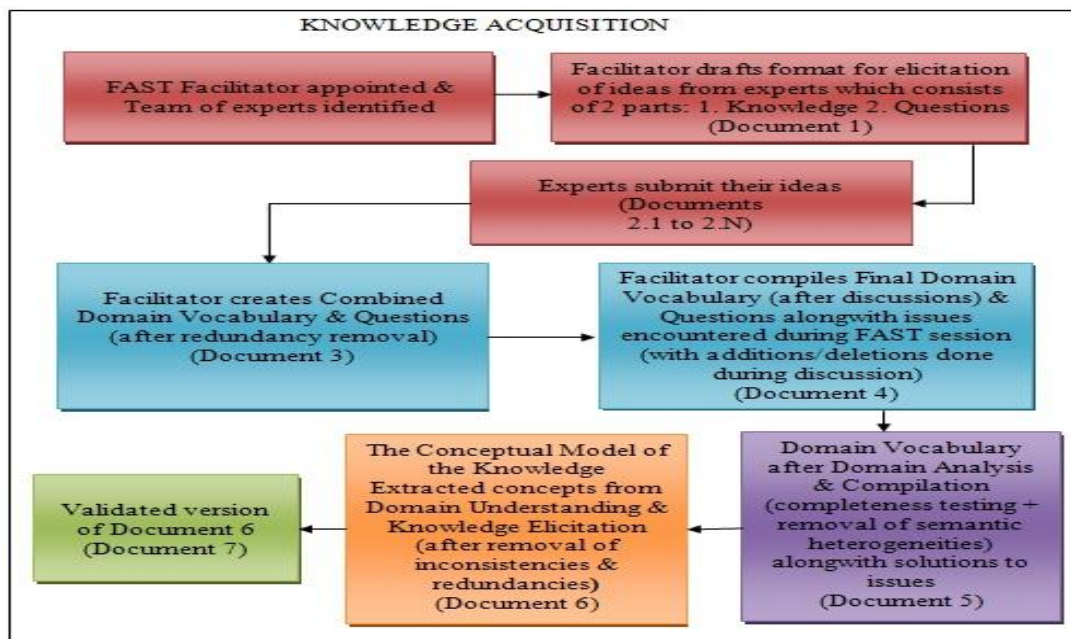 KNOWLEDGE ACQUISITION
FAST Facilitator appointed &
Team of experts identified
Facilitator drafts format for elicitation
of ideas from experts which consists
of 2 parts: 1. Knowledge 2. Questions
(Document 1)
Experts submit their ideas
(Documents
2.1 to 2.N)
Facilitator creates Combined
Domain Vocabulary & Questions
(after redundancy removal)
(Document 3)
Facilitator compiles Final Domain
Vocabulary (after discussions) &
Questions alongwith issues
encountered during FAST session
(with additions/deletions done
during discussion)
(Document 4)
Domain Vocabulary
after Domain Analysis
& Compilation
(completeness testing +
removal of semantic
heterogeneities)
alongwith solutions to
issues
(Document 5)
The Conceptual Model of
the Knowledge
Extracted concepts from
Domain Understanding &
Knowledge Elicitation
(after removal of
inconsistencies &
redundancies)
(Document 6)
Validated version
of Document 6
(Document 7)